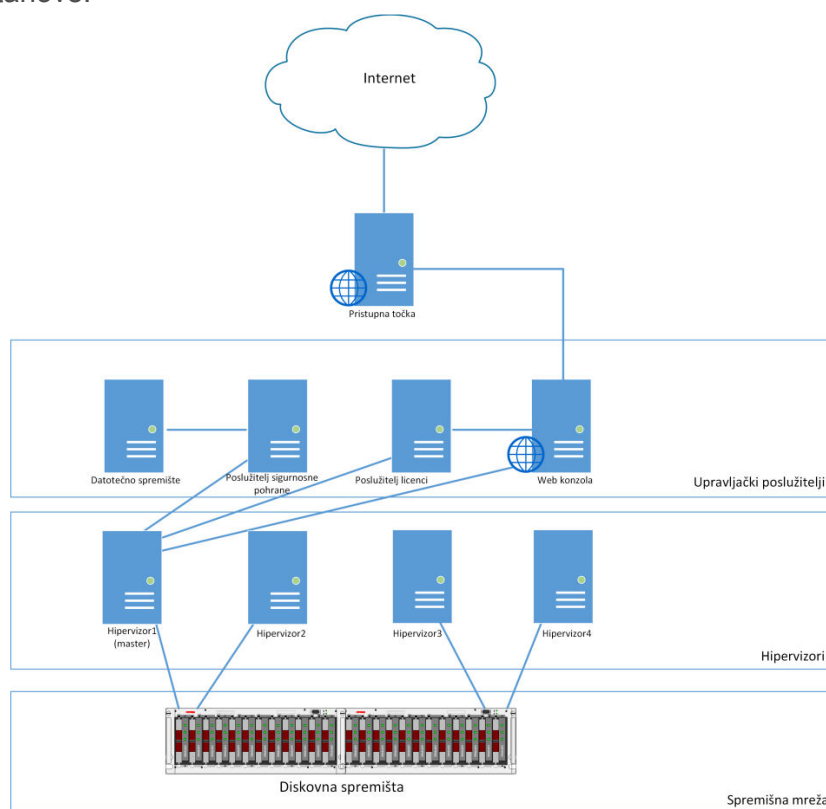 Internet
Pristupna točka
Datotečno spremište
Poslužitelj sigurnosne
pohrane
Poslužitelj licenci
Web konzola
Upravljački poslužitelji
Hipervizor1
(master)
Hipervizor2
Hipervizor3
Hipervizor4
Hipervizori
Diskovna spremišta
Spremišna mreža